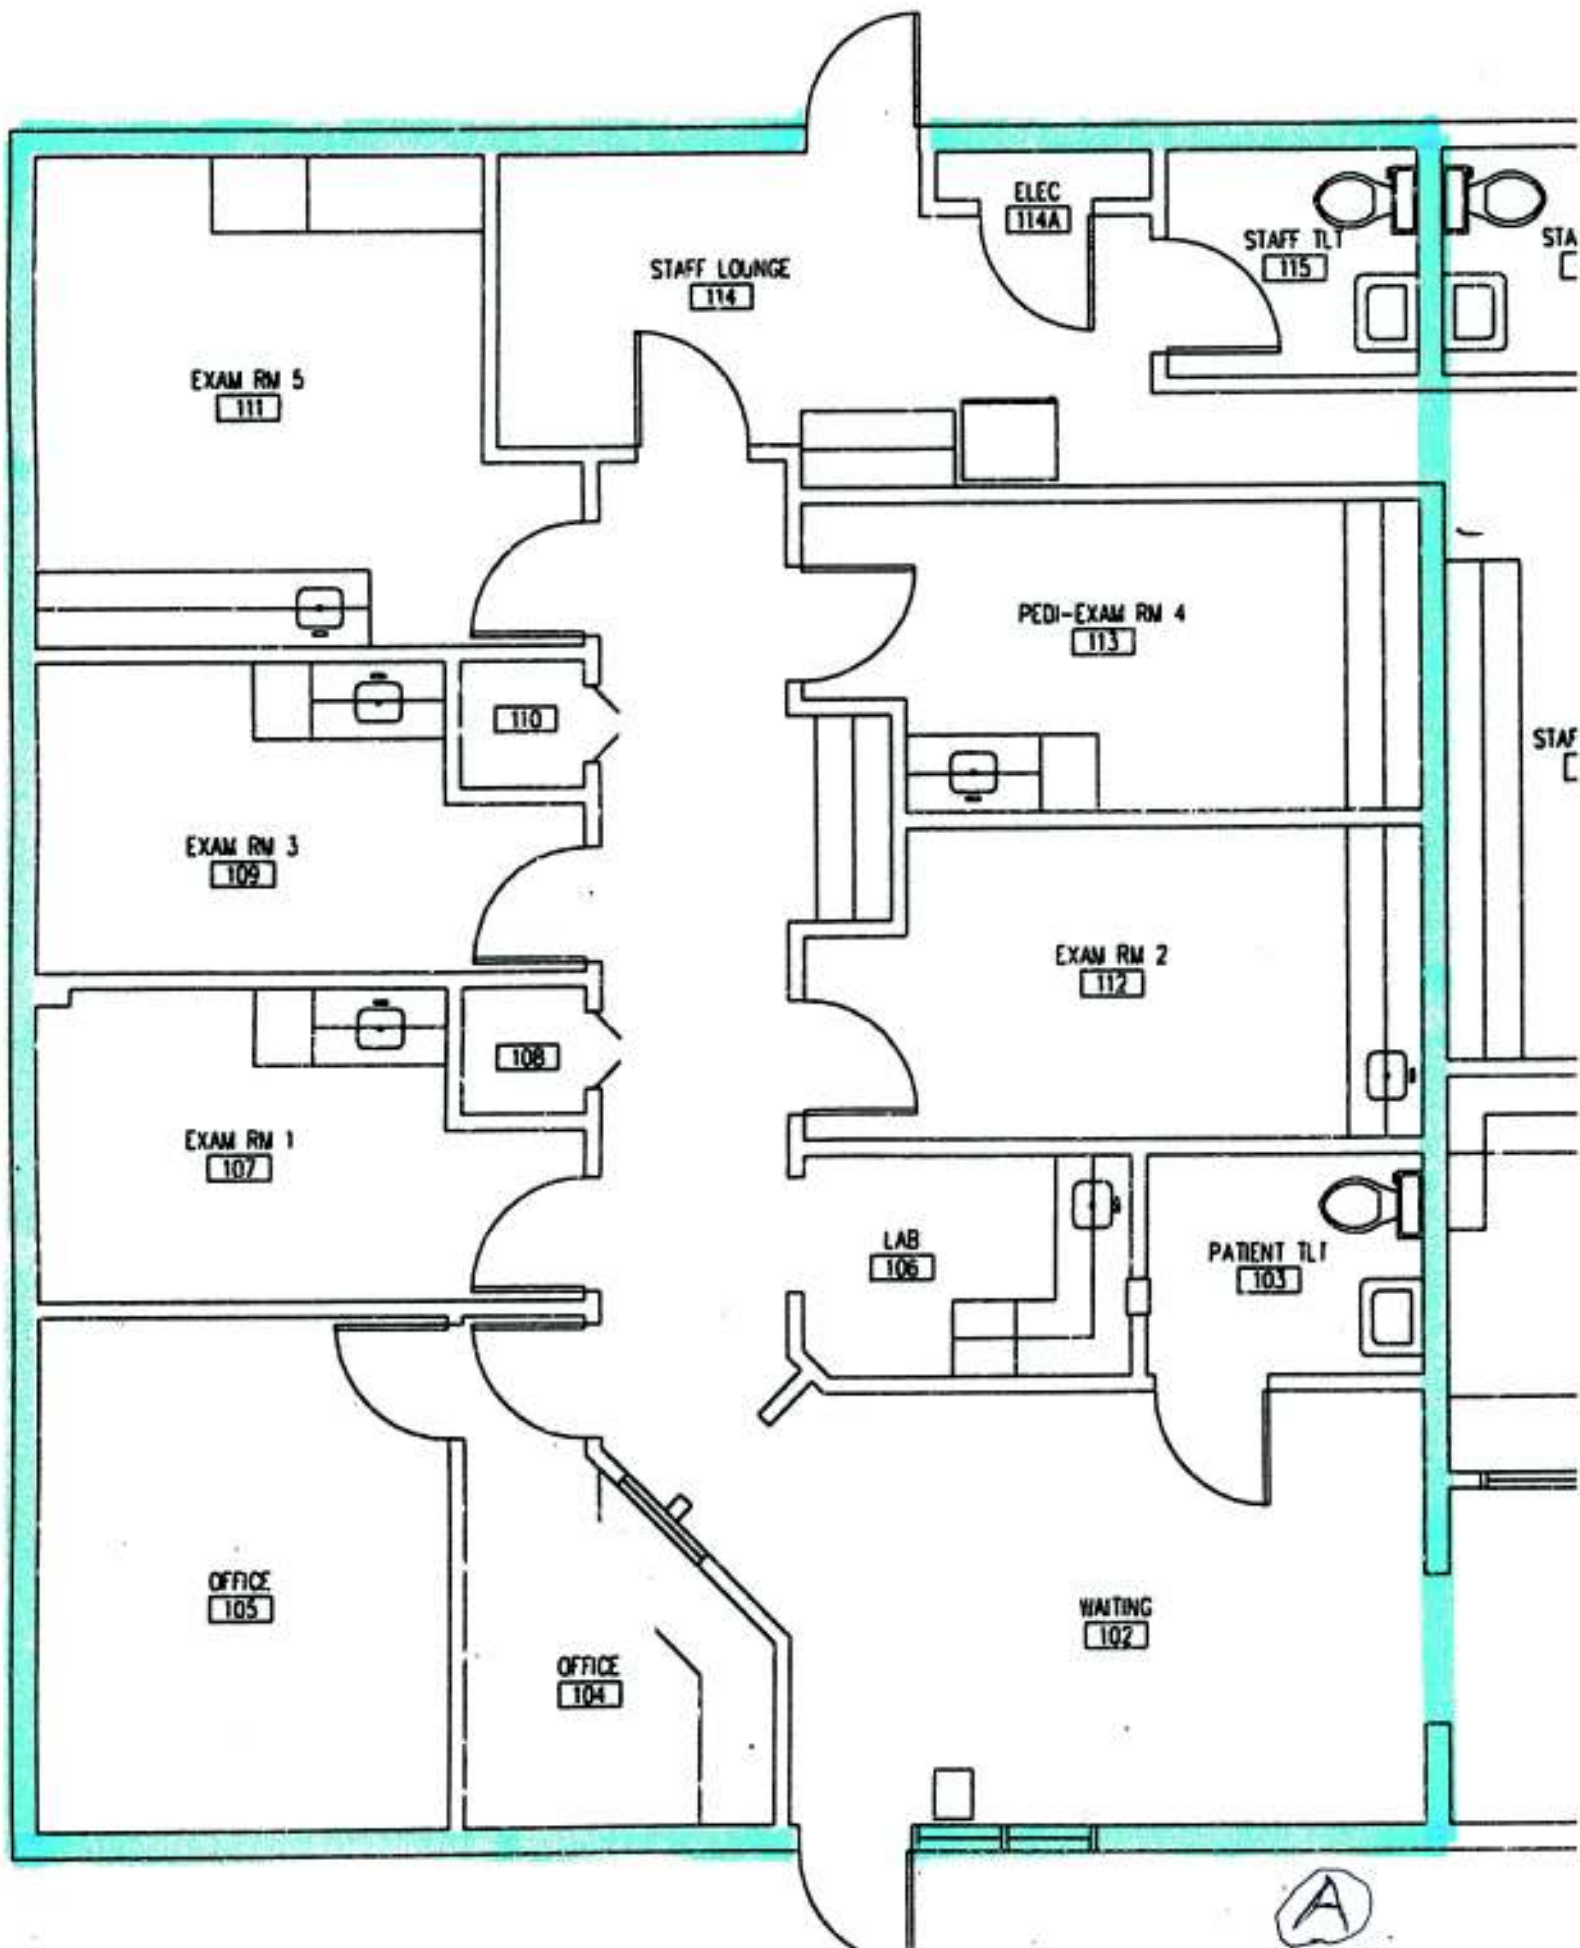 ELEC
114A
STAFF TLT
115
STA
STAFF LOUNGE
114
EXAM RM 5
111
PEDI-EXAM RM 4
113
110
STAF
EXAM RM 3
109
EXAM RM 2
112
108
EXAM RM 1
107
LAB
106
PATIENT TLT
103
OFFICE
105
WAITING
102
OFFICE
104
A